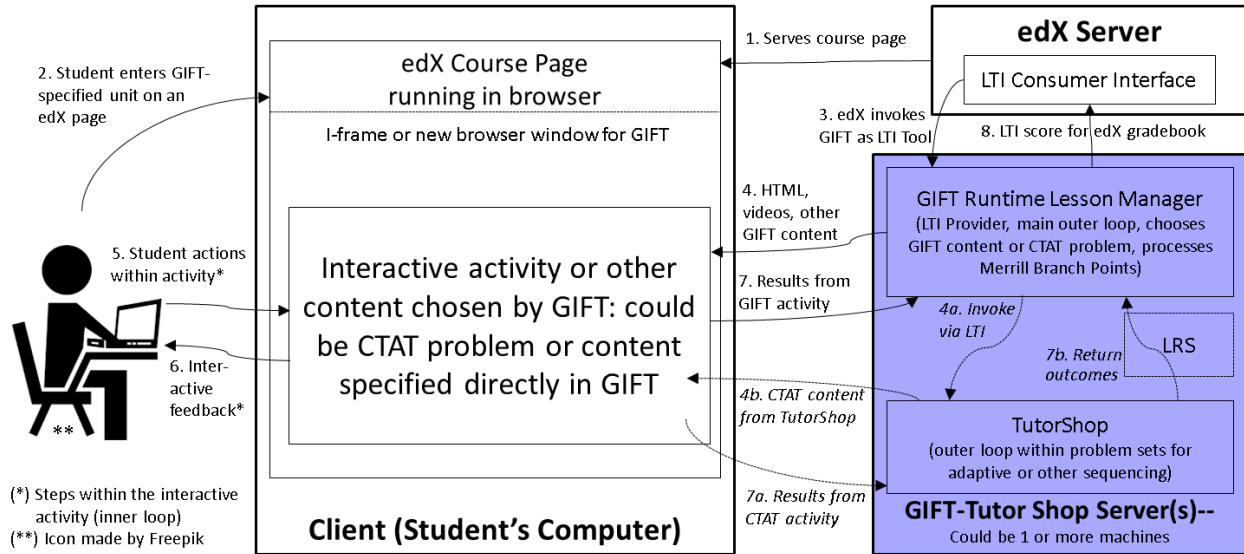 edX Server
LTI Consumer Interface
1. Serves course page
edX Course Page
running in browser
I-frame or new browser window for GIFT
2. Student enters GIFT-
specified unit on an
edX page
3. edX invokes
GIFT as LTI Tool
8. LTI score for edX gradebook
GIFT Runtime Lesson Manager
(LTI Provider, main outer loop, chooses
GIFT content or CTAT problem, processes
Merrill Branch Points)
4. HTML,
videos, other
GIFT content
5. Student actions
within activity*
Interactive activity or other
content chosen by GIFT: could
be CTAT problem or content
specified directly in GIFT
7. Results from
GIFT activity
4a. Invoke
via LTI
LRS
7b. Return
outcomes
6. Inter-
active
feedback*
4b. CTAT content
from TutorShop
TutorShop
(outer loop within problem sets for
adaptive or other sequencing)
**
7a. Results from
CTAT activity
(*) Steps within the interactive
activity (inner loop)
(**) Icon made by Freepik
Client (Student’s Computer)
GIFT-Tutor Shop Server(s)--
Could be 1 or more machines